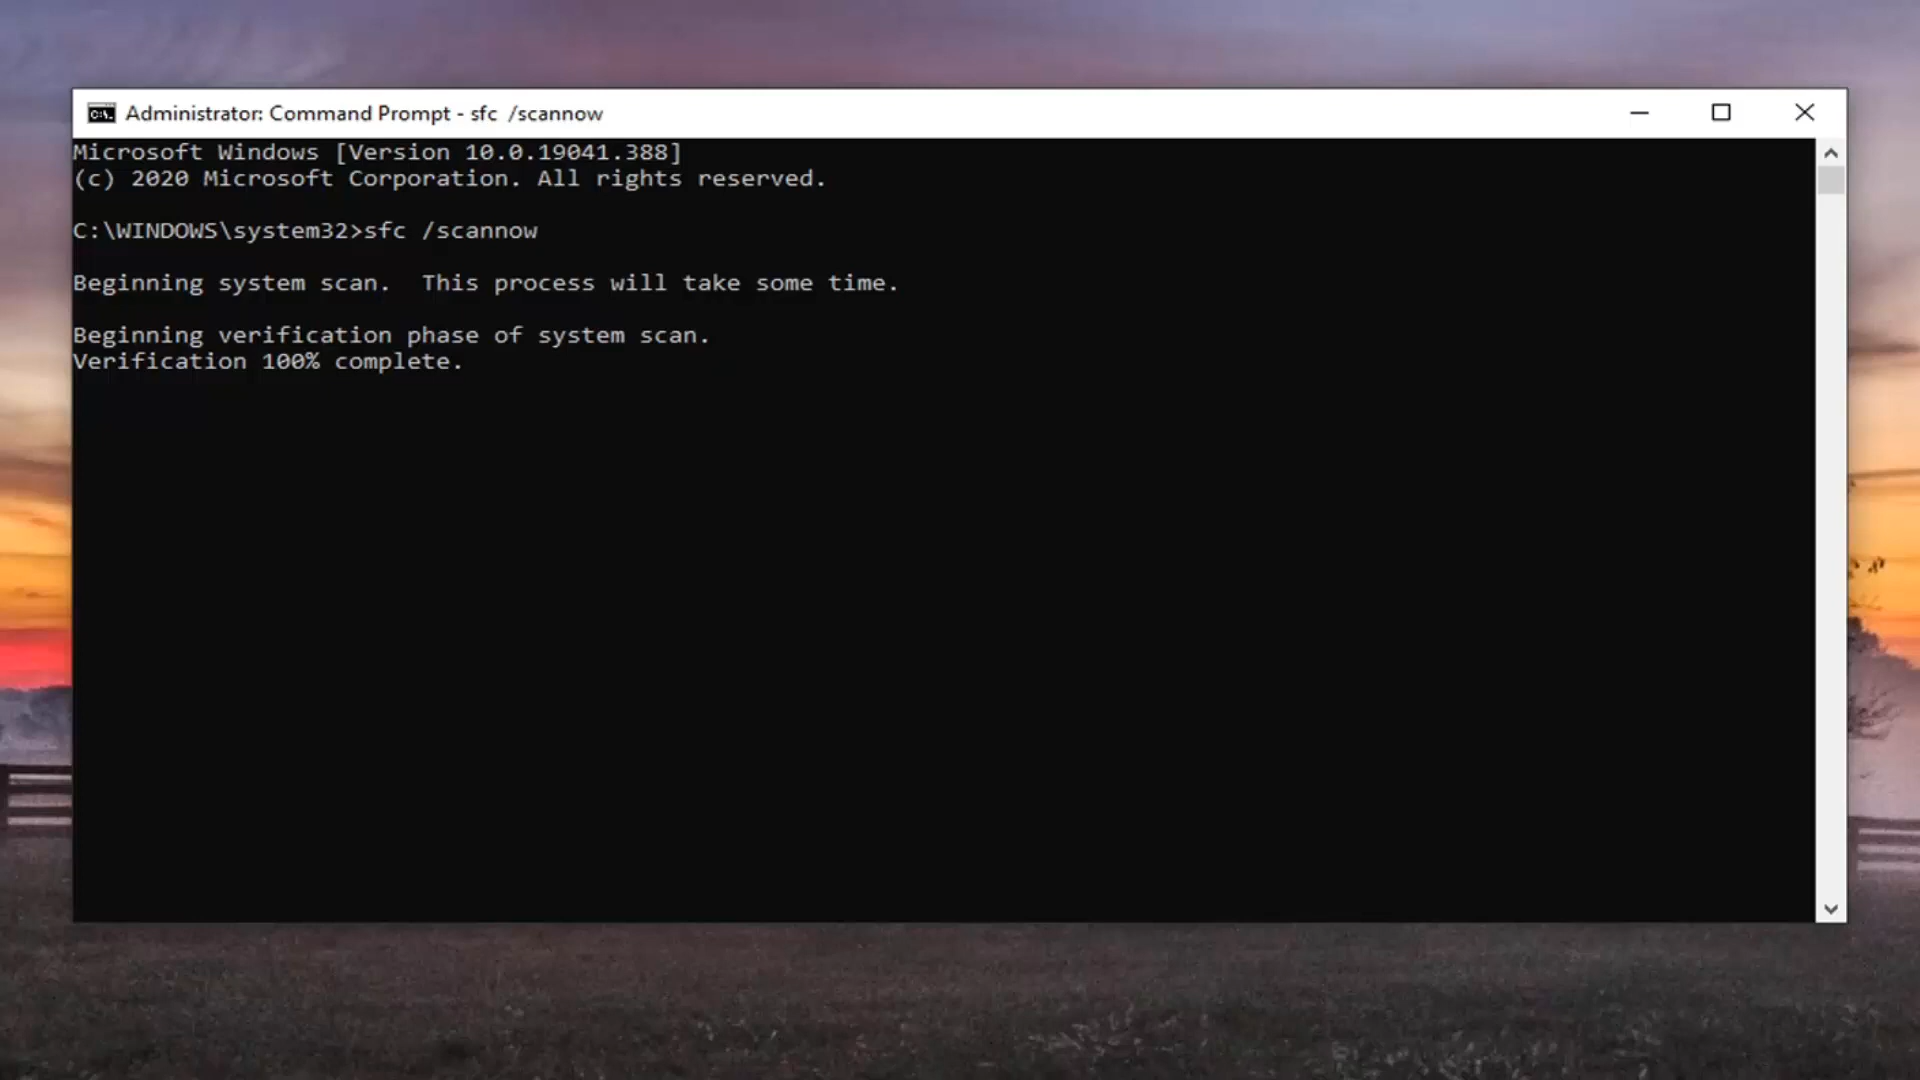 Administrator: Command Prompt - sfc  /scannow
Microsoft Windows [Version 10.0.19041.388]
(c) 2020 Microsoft Corporation. All rights reserved.
C:\WINDOWS\system32>sfc /scannow
Beginning system scan.  This process will take some time.
Beginning verification phase of system scan.
Verification 100% complete.